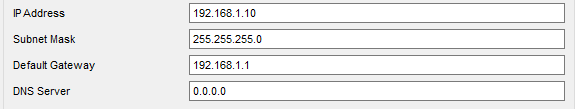 IP Address 192.168.1.10
Subnet Mask 255.255.255.0
Default Gateway 192.168.1.1
DNS Server 0.0.0.0